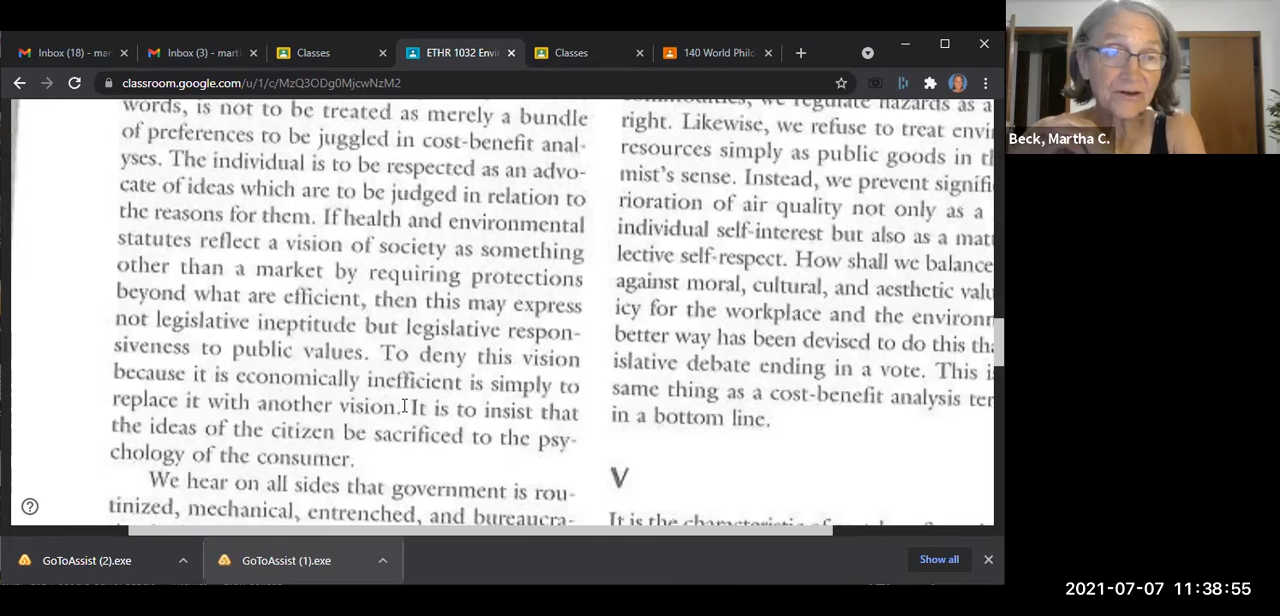 Inbox (18) - mar
Inbox (3) - mart
Classes
ETHR 1032 Envi
Classes
140 World Philo
classroom.google.com/u/1/c/MzQ3ODg0MjcwNzM2
Beck, Martha C.
words, is not to be treated as merely a bundle
of preferences to be juggled in cost-benefit anal-
yses. The individual is to be respected as an advo-
cate of ideas which are to be judged in relation to
the reasons for them. If health and environmental
statutes reflect a vision of society as something
other than a market by requiring protections
beyond what are efficient, then this may express
not legislative ineptitude but legislative respon-
siveness to public values. To deny this vision
because it is economically inefficient is simply to
replace it with another vision. It is to insist that
the ideas of the citizen be sacrificed to the psy-
chology of the consumer.
We hear on all sides that government is rou-
tinized, mechanical, entrenched, and bureaucra-
we regulate hazards as a
right. Likewise, we refuse to treat envi
resources simply as public goods in th
mist's sense. Instead, we prevent signifi
rioration of air quality not only as a
individual self-interest but also as a mat
lective self-respect. How shall we balance
against moral, cultural, and aesthetic valu
icy for the workplace and the environn
better way has been devised to do this tha
islative debate ending in a vote. This i
same thing as a cost-benefit analysis ter
in a bottom line.
V
It is the
GoToAssist (2).exe
GoToAssist (1).exe
Show all
2021-07-07 11:38:55